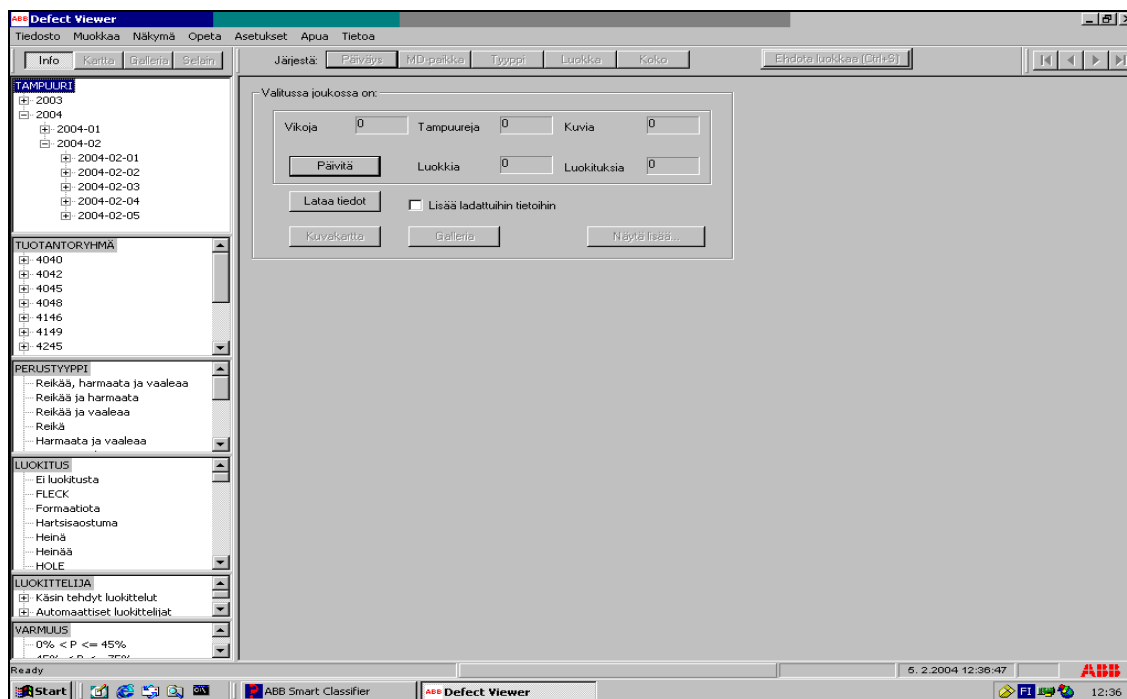 ABB Defect Viewer
Tiedosto Muokkaa Näkymä Opeta Asetukset Apua Tietoa
Info Kartta Galleria Selain Järjestä: Päiväys MD-paikka Tyyppi Luokka Koko Ehdota luokkaa (Ctrl+S)
TAMPUURI
2003
2004
2004-01
2004-02
2004-02-01
2004-02-02
2004-02-03
2004-02-04
2004-02-05
TUOTANTORYHMÄ
4040
4042
4045
4048
4146
4149
4245
PERUSTYYPPI
Reikää, harmaata ja vaaleaa
Reikää ja harmaata
Reikää ja vaaleaa
Reikä
Harmaata ja vaaleaa
LUOKITUS
Ei luokitusta
FLECK
Formaatiota
Hartsisaostuma
Heinä
Heinää
HOLE
LUOKITTELIJA
Käsin tehdyt luokittelut
Automaattiset luokittelijat
VARMUUS
0% < P <= 45%
45% < P <= 75%
Valitussa joukossa on:
Vikoja 0 Tampuureja 0 Kuvia 0
Päivitä Luokkia 0 Luokituksia 0
Lataa tiedot Lisää ladattuihin tietoihin
Kuvakartta Galleria Näytä lisää...
Ready 5. 2.2004 12:36:47 ABB
Start ABB Smart Classifier ABB Defect Viewer FI 12:36